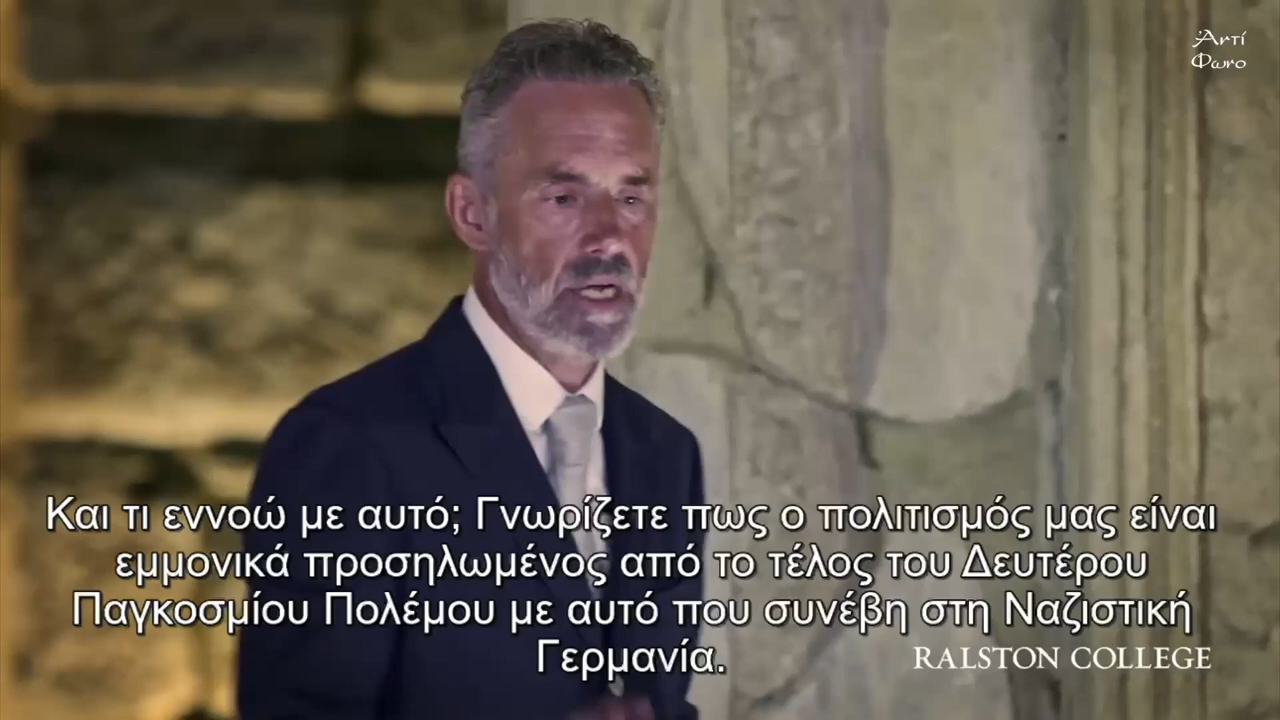 Ἀντί
Φωνο
Και τι εννοώ με αυτό; Γνωρίζετε πως ο πολιτισμός μας είναι
εμμονικά προσηλωμένος από το τέλος του Δευτέρου
Παγκοσμίου Πολέμου με αυτό που συνέβη στη Ναζιστική
Γερμανία.
RALSTON COLLEGE